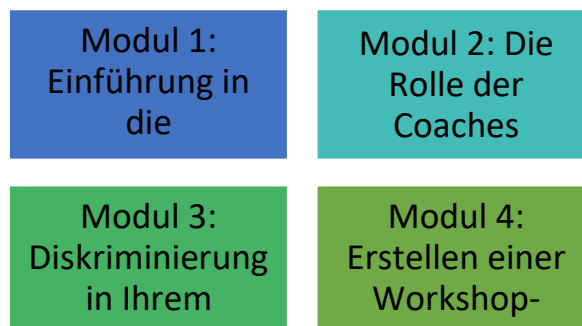 Modul 1:
Einführung in
die
Modul 2: Die
Rolle der
Coaches
Modul 3:
Diskriminierung
in Ihrem
Modul 4:
Erstellen einer
Workshop-